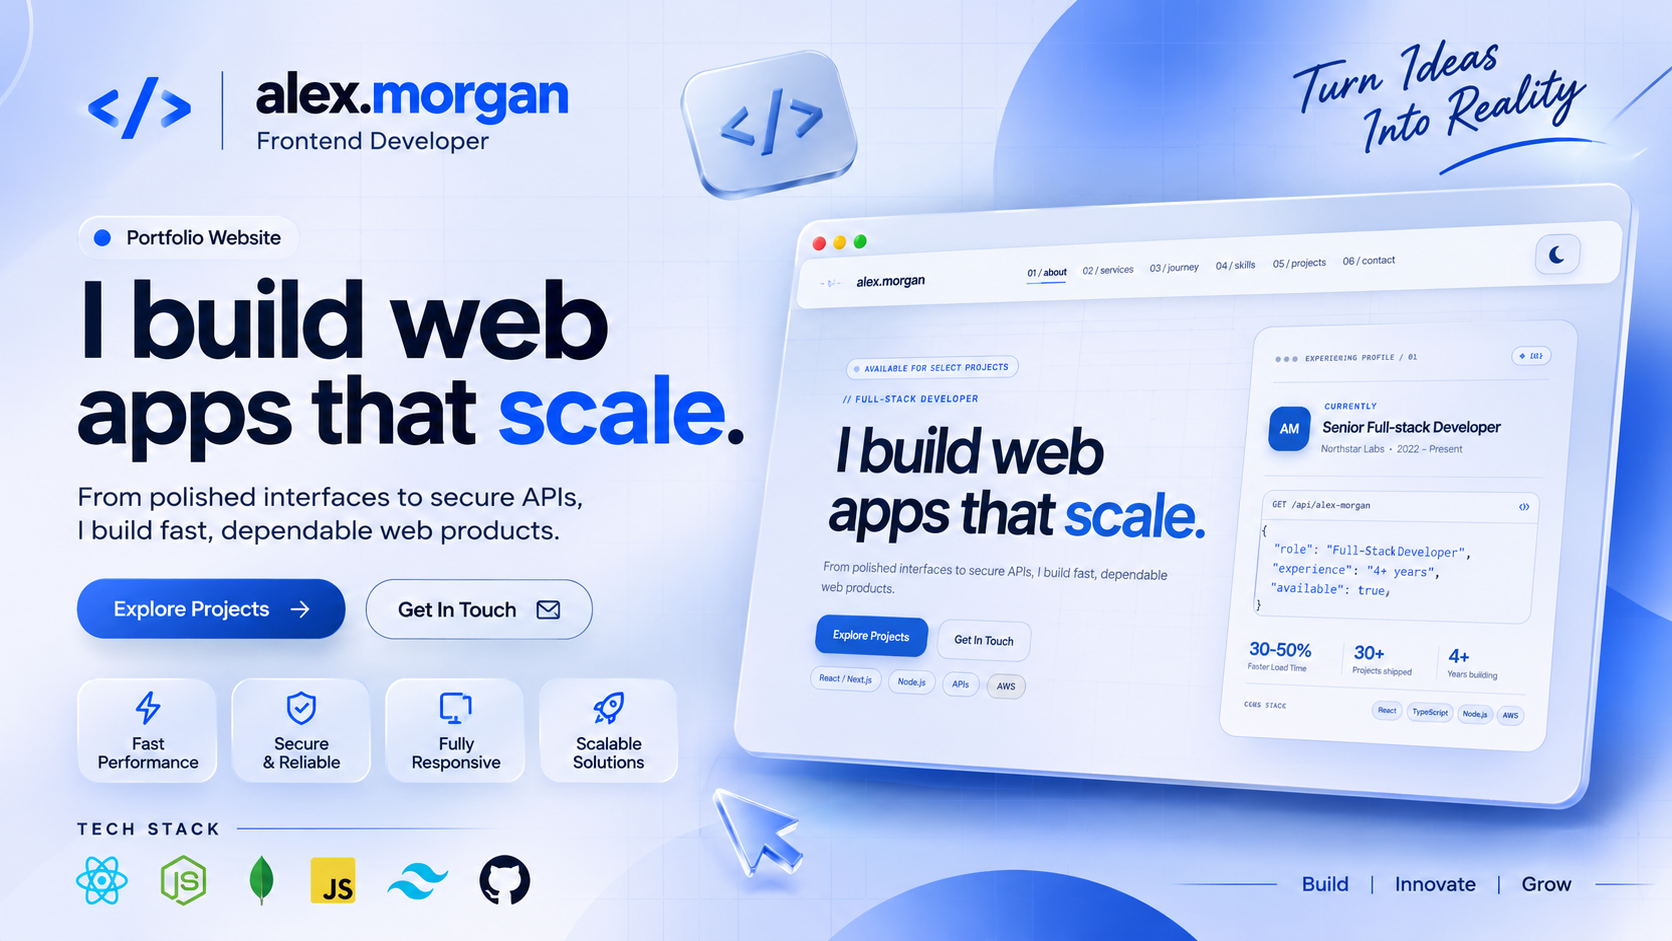 </>
alex.morgan
Frontend Developer
</>
Turn Ideas
Into Reality
Portfolio Website
I build web
apps that scale.
From polished interfaces to secure APIs,
I build fast, dependable web products.
Explore Projects
Get In Touch
Fast
Performance
Secure
& Reliable
Fully
Responsive
Scalable
Solutions
TECH STACK
JS
JS
alex.morgan
01 / about
02 / services
03 / journey
04 / skills
05 / projects
06 / contact
AVAILABLE FOR SELECT PROJECTS
// FULL-STACK DEVELOPER
I build web
apps that scale.
From polished interfaces to secure APIs, I build fast, dependable
web products.
Explore Projects
Get In Touch
React / Next.js
Node.js
APIs
AWS
EXPERIERING PROFILE / 01
CURRENTLY
AM
Senior Full-stack Developer
Northstar Labs • 2022 – Present
GET /api/alex-morgan
{
"role": "Full-Stack Developer",
"experience": "4+ years",
"available": true,
}
30-50%
Faster Load Time
30+
Projects shipped
4+
Years building
STACK
React
TypeScript
Node.js
AWS
Build | Innovate | Grow